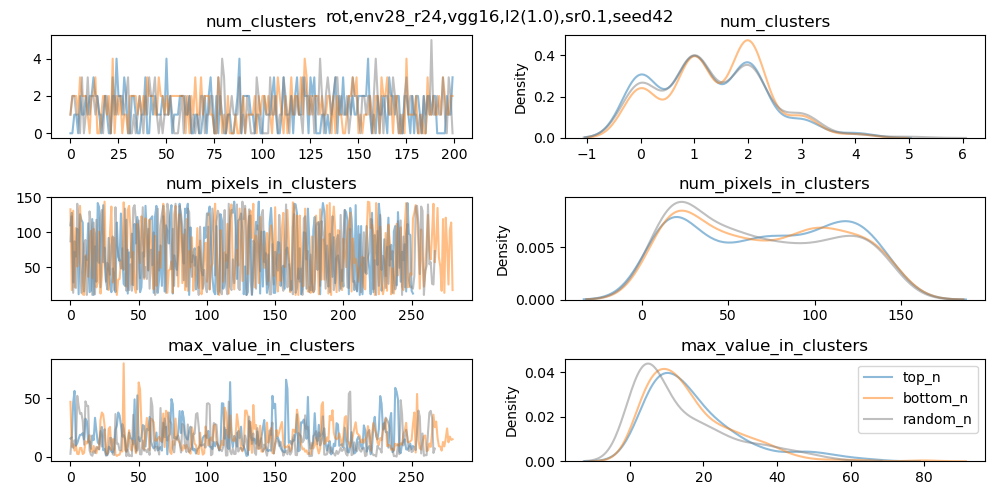 rot,env28_r24,vgg16,l2(1.0),sr0.1,seed42
num_clusters
4
2
0
0 25 50 75 100 125 150 175 200
num_clusters
Density
0.4
0.2
0.0
−1 0 1 2 3 4 5 6
num_pixels_in_clusters
150
100
50
0 50 100 150 200 250
num_pixels_in_clusters
Density
0.005
0.000
0 50 100 150
max_value_in_clusters
50
0
0 50 100 150 200 250
max_value_in_clusters
Density
0.04
0.02
0.00
0 20 40 60 80
top_n
bottom_n
random_n